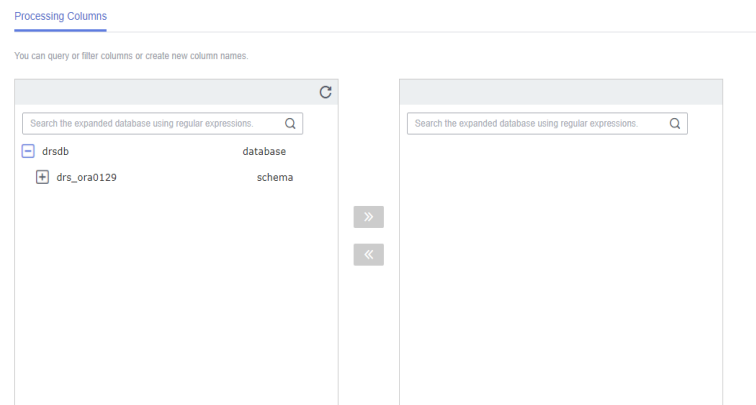 Processing Columns
You can query or filter columns or create new column names.
Search the expanded database using regular expressions.
Search the expanded database using regular expressions.
drsdb database
drs_ora0129 schema